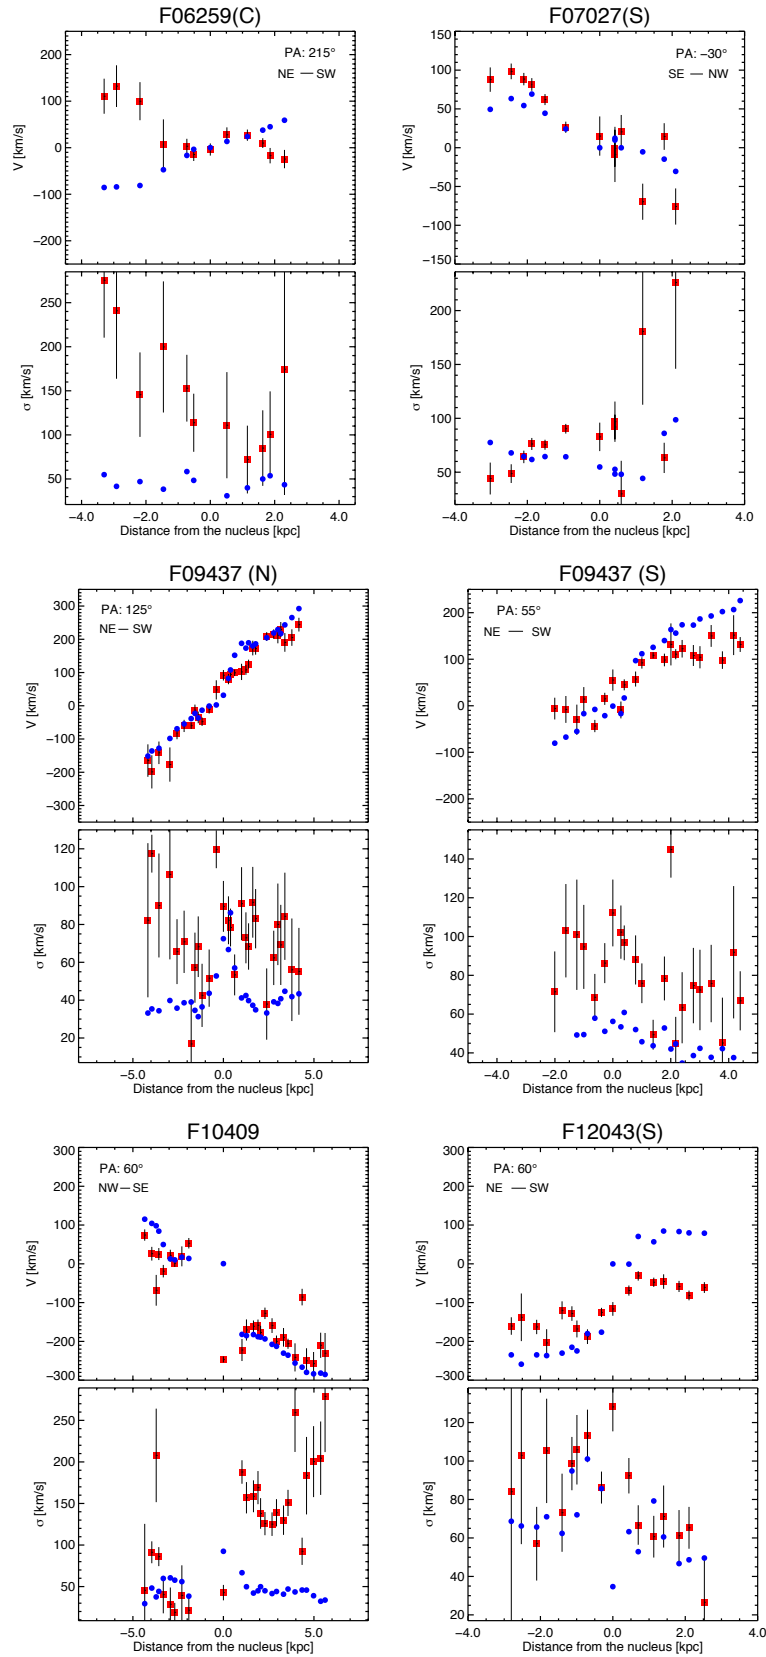 F06259(C)
F07027(S)
PA: 215°
NE — SW
PA: −30°
SE — NW
200
100
0
−100
−200
V [km/s]
150
100
50
0
−50
−100
−150
V [km/s]
250
200
150
100
50
σ [km/s]
200
150
100
50
σ [km/s]
−4.0 −2.0 0.0 2.0 4.0
Distance from the nucleus [kpc]
−4.0 −2.0 0.0 2.0 4.0
Distance from the nucleus [kpc]
F09437 (N)
F09437 (S)
PA: 125°
NE — SW
PA: 55°
NE — SW
300
200
100
0
−100
−200
−300
V [km/s]
200
100
0
−100
−200
V [km/s]
120
100
80
60
40
20
σ [km/s]
140
120
100
80
60
40
σ [km/s]
−5.0 0.0 5.0
Distance from the nucleus [kpc]
−4.0 −2.0 0.0 2.0 4.0
Distance from the nucleus [kpc]
F10409
F12043(S)
PA: 60°
NW — SE
PA: 60°
NE — SW
300
200
100
0
−100
−200
−300
V [km/s]
300
200
100
0
−100
−200
−300
V [km/s]
250
200
150
100
50
σ [km/s]
120
100
80
60
40
20
σ [km/s]
−5.0 0.0 5.0
Distance from the nucleus [kpc]
−4.0 −2.0 0.0 2.0 4.0
Distance from the nucleus [kpc]